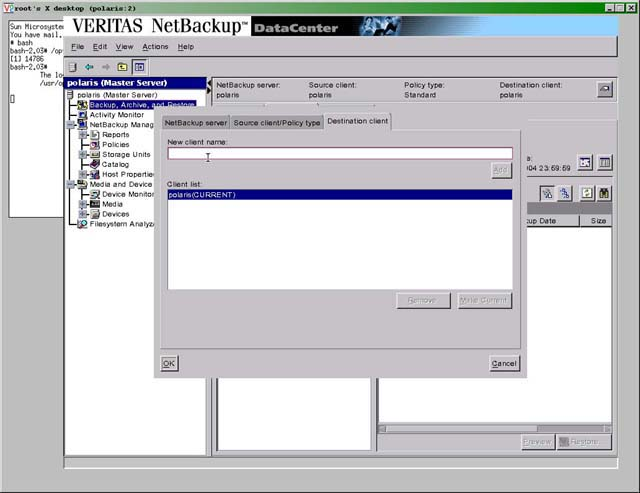 root's X desktop (polaris:2)
Sun Microsystem
You have mail.
# bash
bash-2.03# /op
[1] 14786
bash-2.03#
The lo
/usr/o
VERITAS NetBackup™ DataCenter
File Edit View Actions Help
polaris (Master Server)
NetBackup server: Source client: Policy type: Destination client:
polaris polaris Standard polaris
polaris (Master Server)
Backup, Archive, and Restore
Activity Monitor
NetBackup Manag
Reports
Policies
Storage Units
Catalog
Host Properties
Media and Device
Device Monitor
Media
Devices
Filesystem Analyza
NetBackup server Source client/Policy type Destination client
New client name:
Add
Client list:
polaris(CURRENT)
Remove Make Current
OK Cancel
004 23:59:59
kup Date Size
Preview Restore...